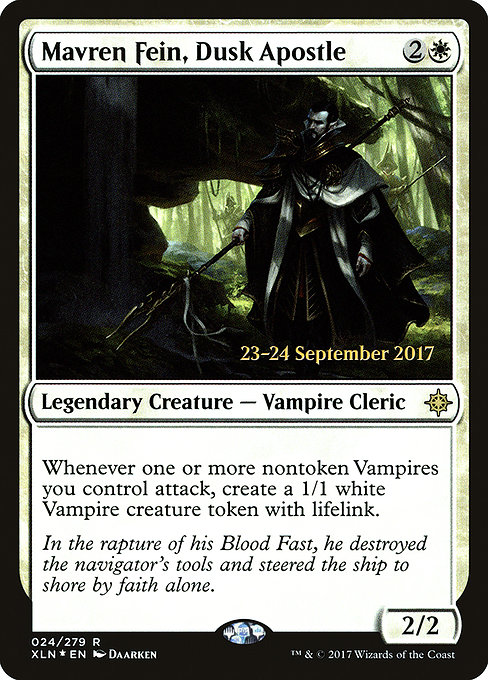 Mavren Fein, Dusk Apostle 2
23–24 September 2017
Legendary Creature — Vampire Cleric
Whenever one or more nontoken Vampires
you control attack, create a 1/1 white
Vampire creature token with lifelink.
In the rapture of his Blood Fast, he destroyed
the navigator's tools and steered the ship to
shore by faith alone.
2/2
024/279 R
XLN ★ EN Daarken
™ & © 2017 Wizards of the Coast